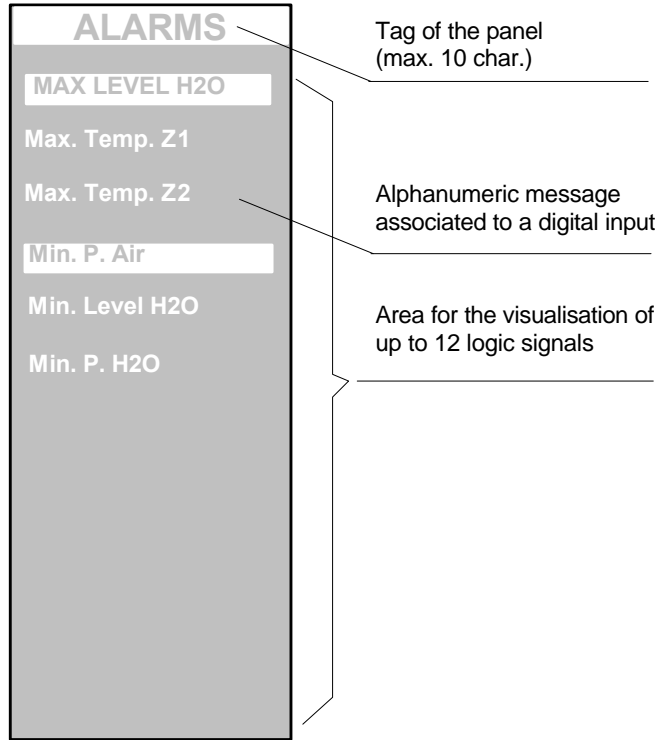 ALARMS
MAX LEVEL H2O
Max. Temp. Z1
Max. Temp. Z2
Min. P. Air
Min. Level H2O
Min. P. H2O
Tag of the panel
(max. 10 char.)
Alphanumeric message
associated to a digital input
Area for the visualisation of
up to 12 logic signals